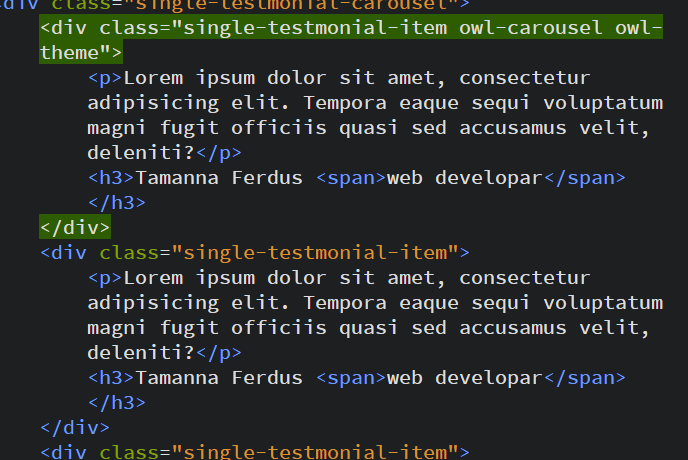 <div class="single-testmonial-carousel">
<div class="single-testmonial-item owl-carousel owl-
theme">
<p>Lorem ipsum dolor sit amet, consectetur
adipisicing elit. Tempora eaque sequi voluptatum
magni fugit officiis quasi sed accusamus velit,
deleniti?</p>
<h3>Tamanna Ferdus <span>web developar</span>
</h3>
</div>
<div class="single-testmonial-item">
<p>Lorem ipsum dolor sit amet, consectetur
adipisicing elit. Tempora eaque sequi voluptatum
magni fugit officiis quasi sed accusamus velit,
deleniti?</p>
<h3>Tamanna Ferdus <span>web developar</span>
</h3>
</div>
<div class="single-testmonial-item">